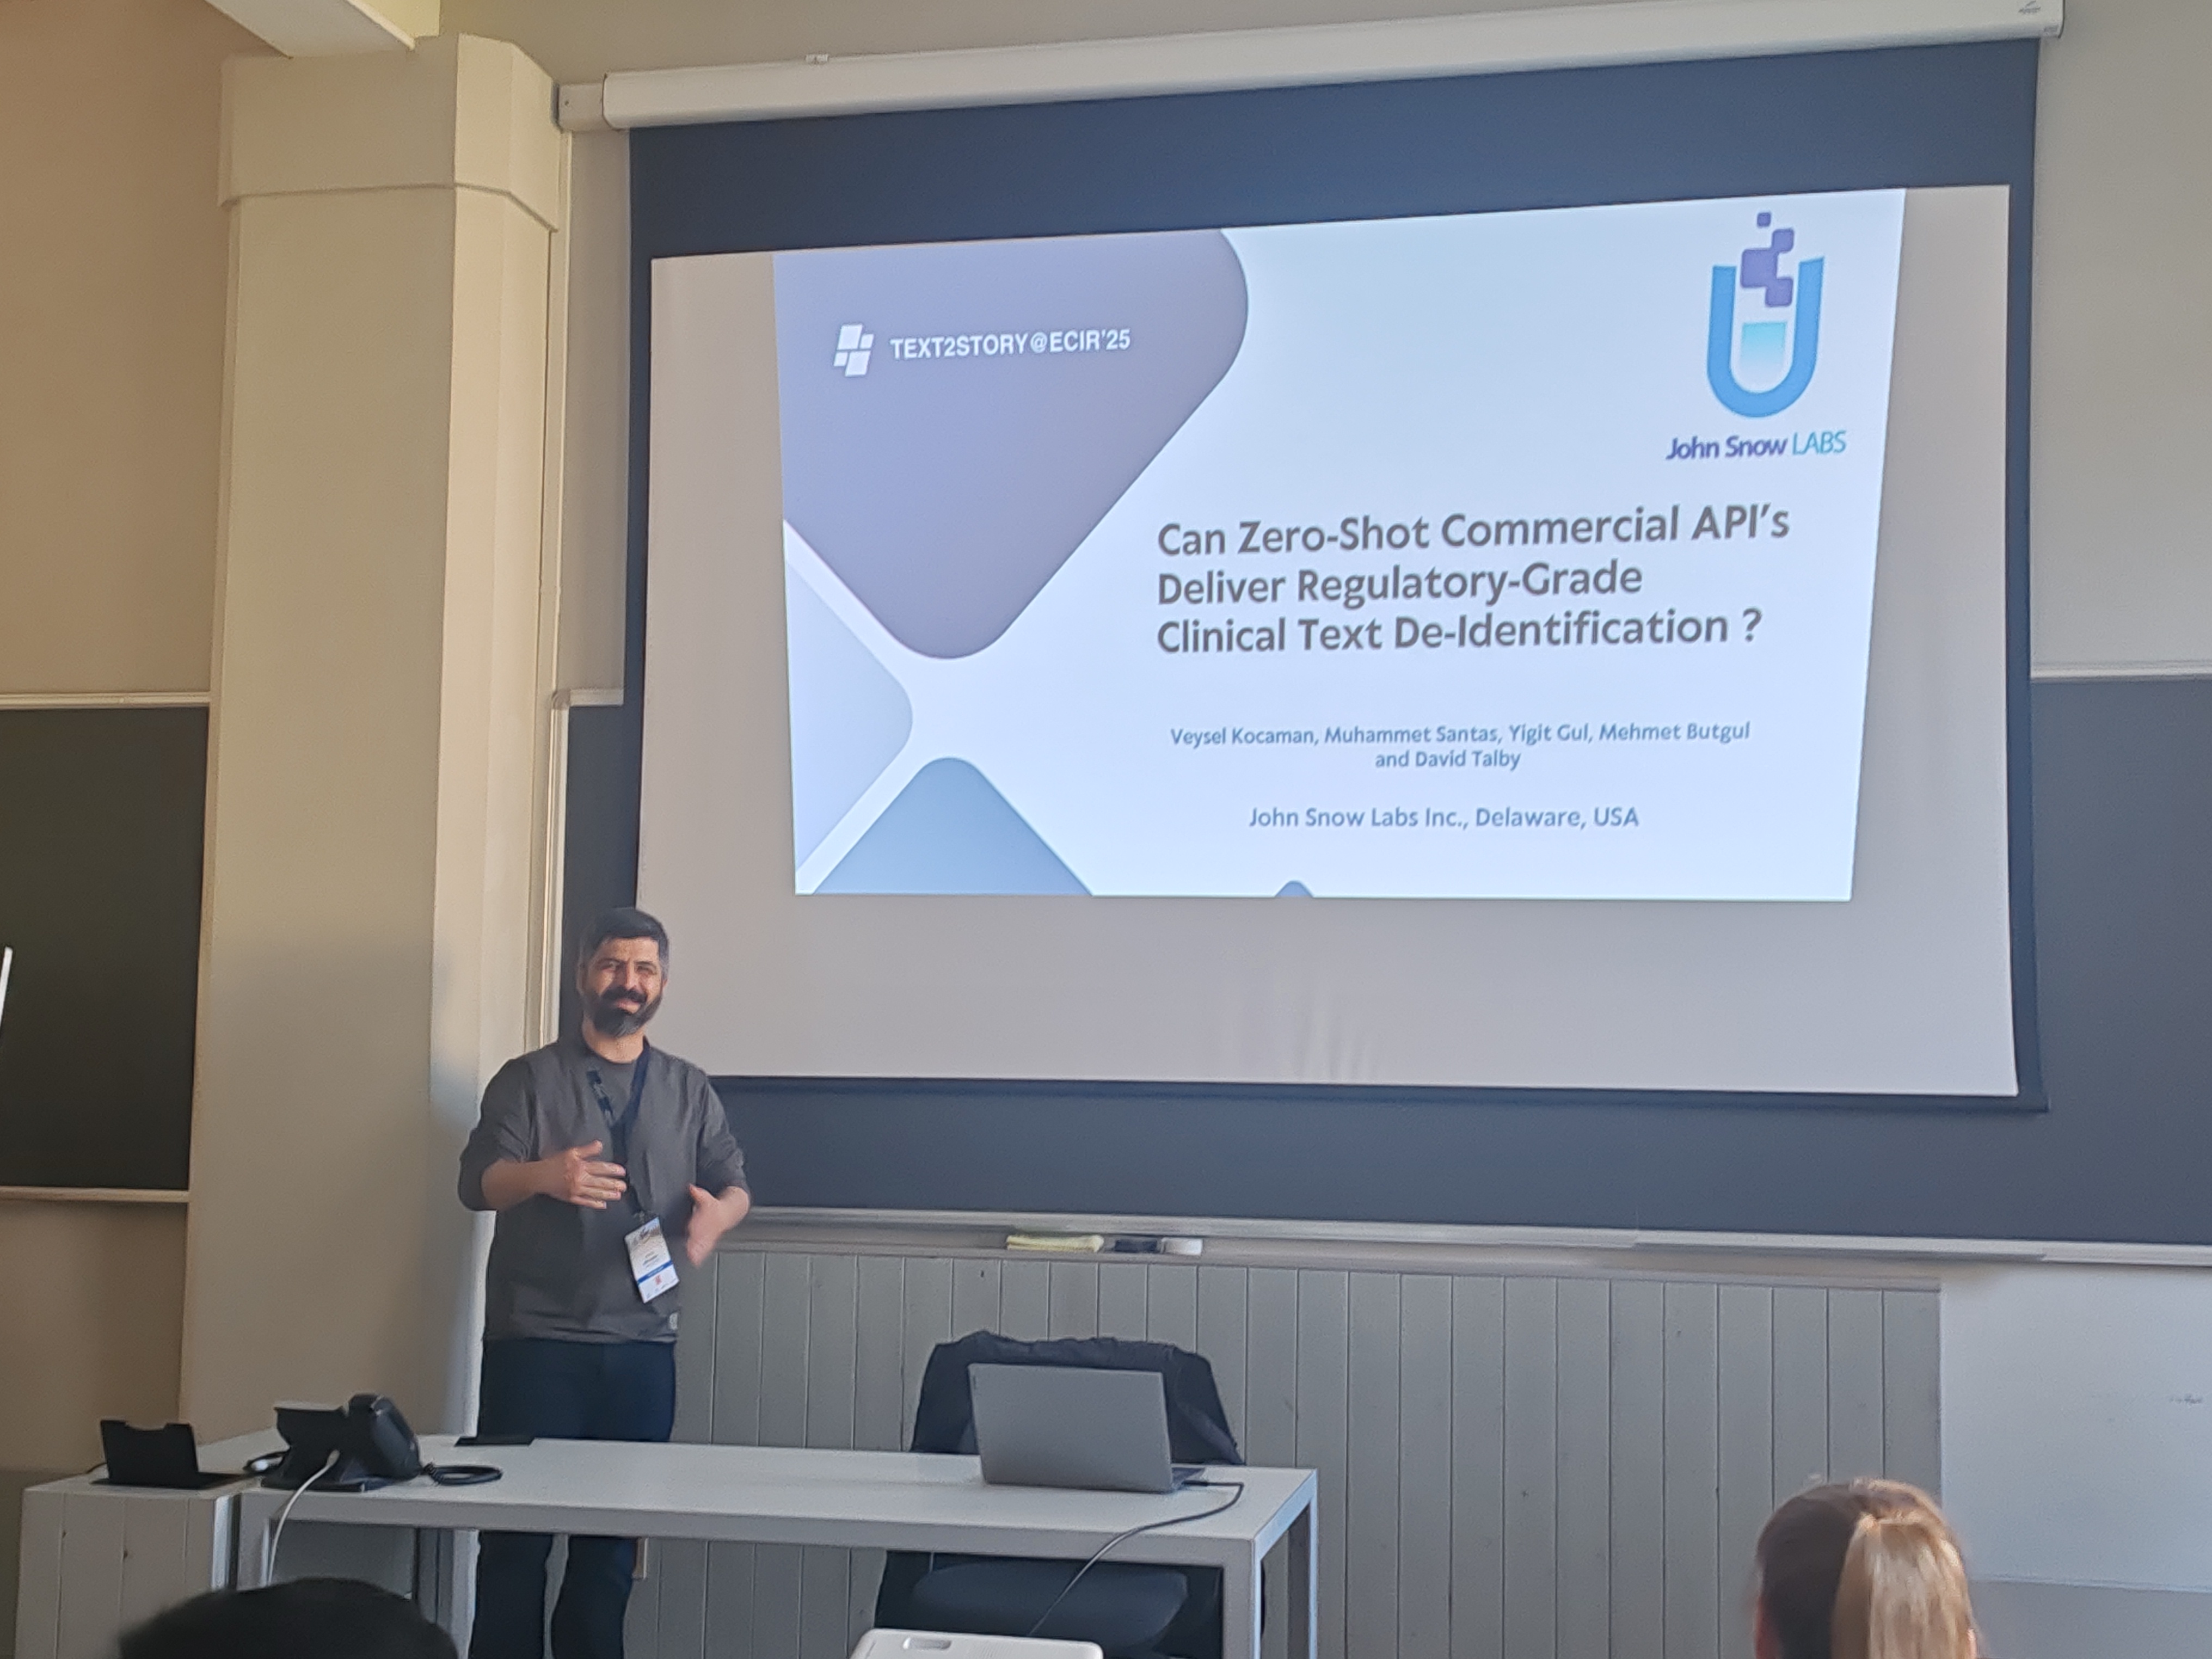 TEXT2STORY@ECIR'25
John Snow LABS
Can Zero-Shot Commercial API's
Deliver Regulatory-Grade
Clinical Text De-Identification ?
Veysel Kocaman, Muhammet Santas, Yigit Gul, Mehmet Butgul
and David Talby
John Snow Labs Inc., Delaware, USA